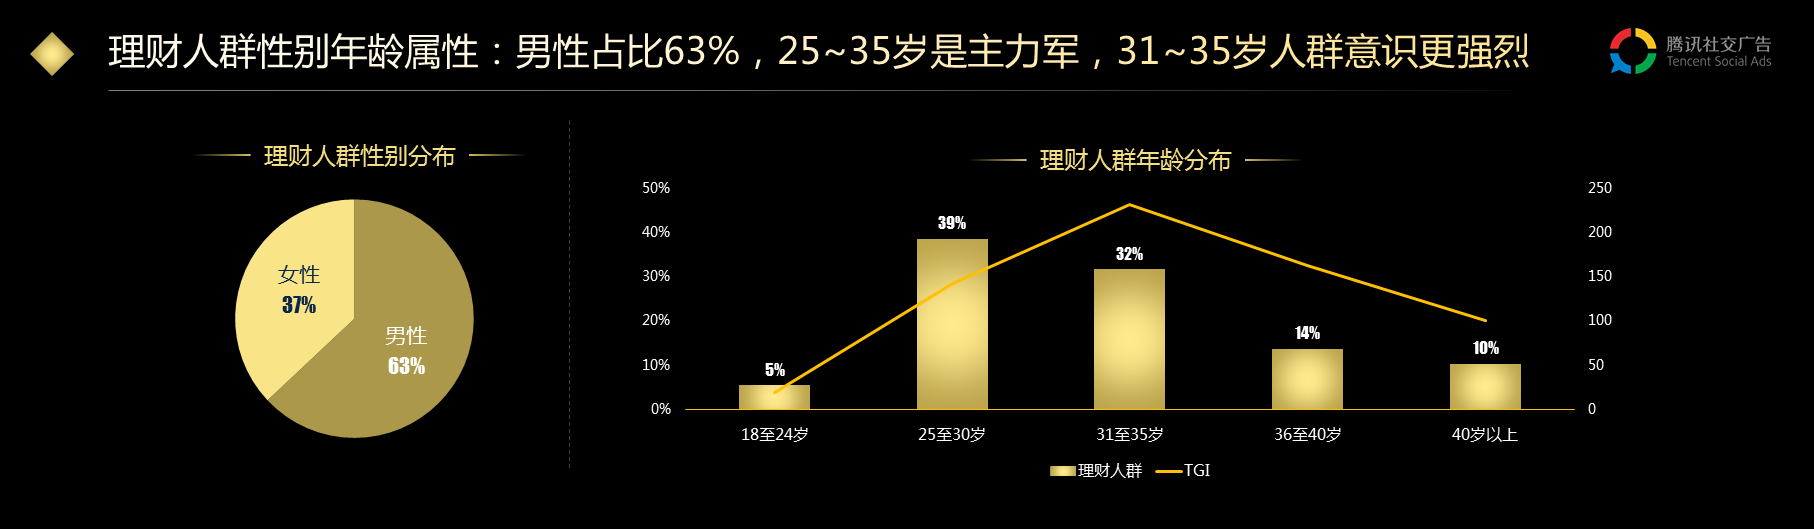 理财人群性别年龄属性：男性占比63%，25~35岁是主力军，31~35岁人群意识更强烈
腾讯社交广告
Tencent Social Ads
理财人群性别分布
女性
37%
男性
63%
理财人群年龄分布
50%
40%
30%
20%
10%
0%
250
200
150
100
50
0
5%
39%
32%
14%
10%
18至24岁
25至30岁
31至35岁
36至40岁
40岁以上
理财人群
TGI